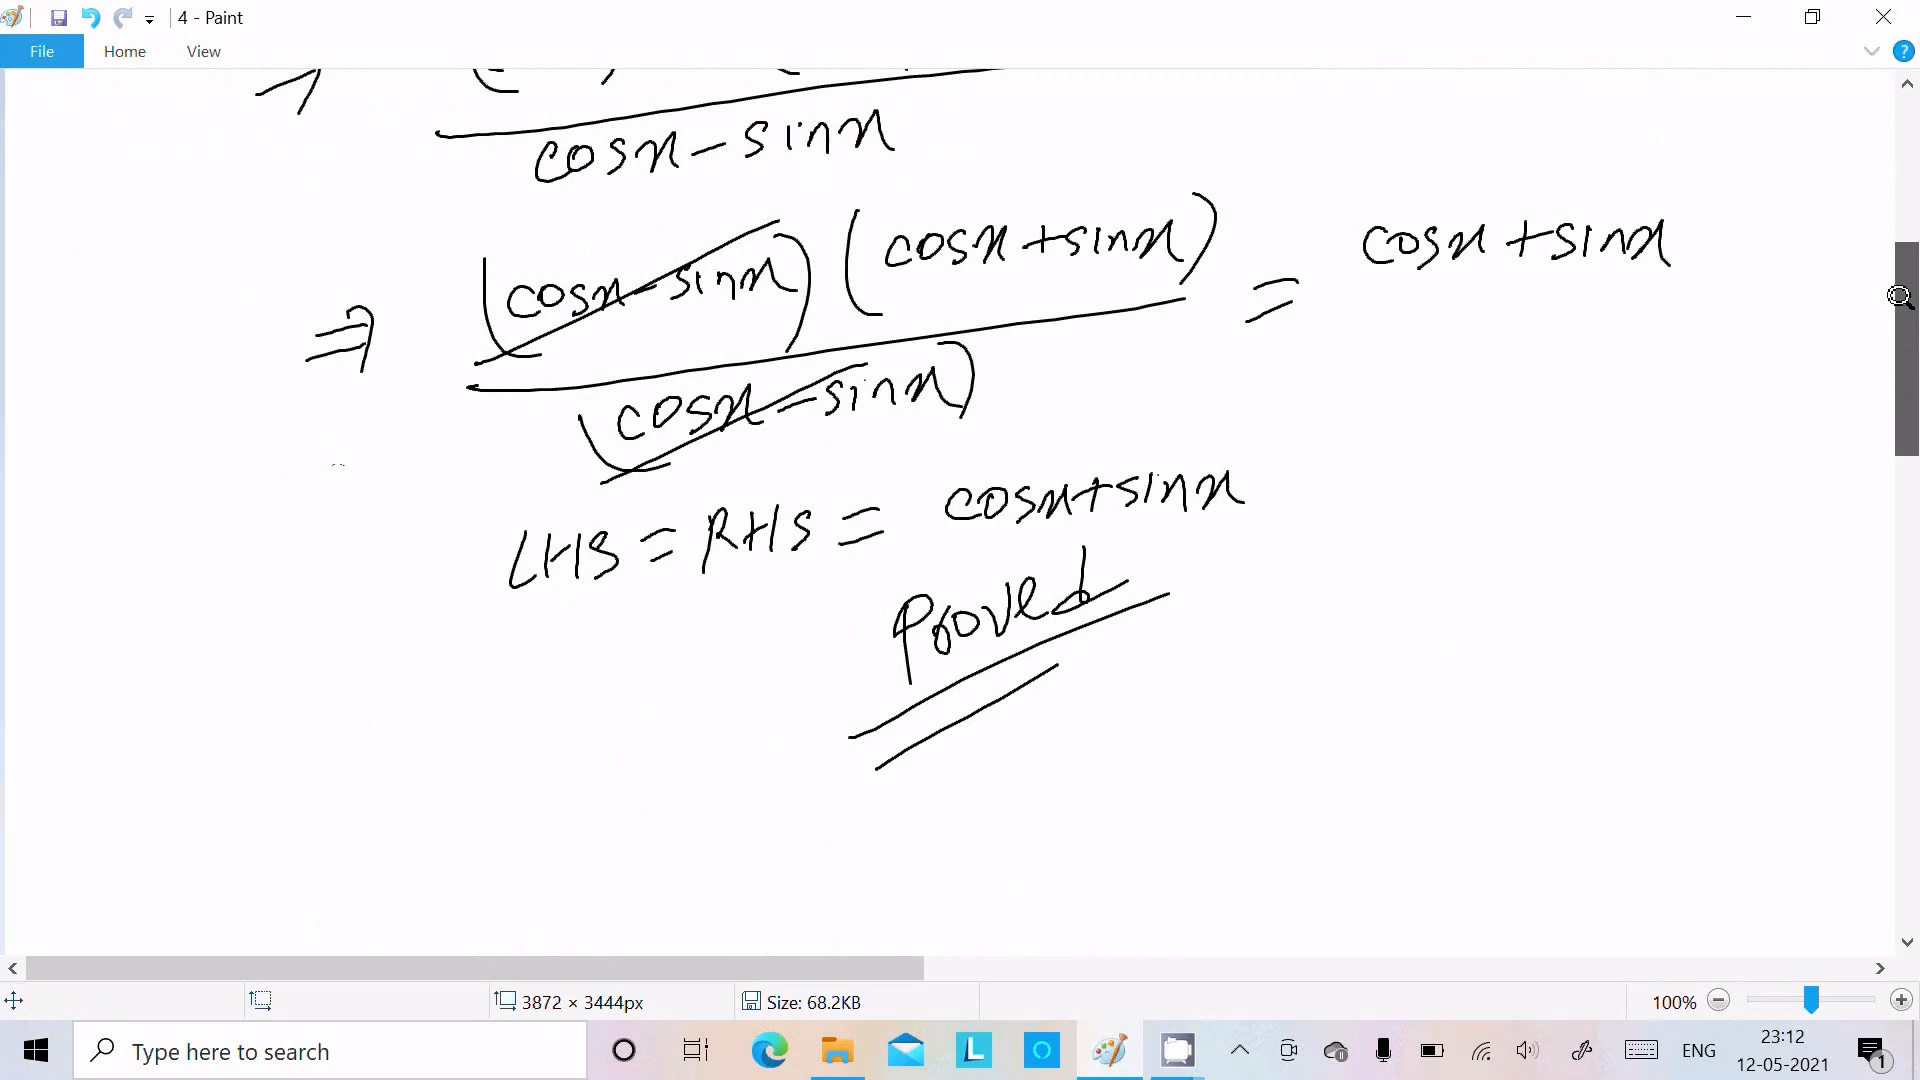 4 - Paint
File Home View
cosx - sinx
⇒ (cosx - sinx) (cosx + sinx) = cosx + sinx
(cosx - sinx)
LHS = RHS = cosx + sinx
Proved
3872 × 3444px Size: 68.2KB 100%
Type here to search
L
ENG
23:12
12-05-2021
1